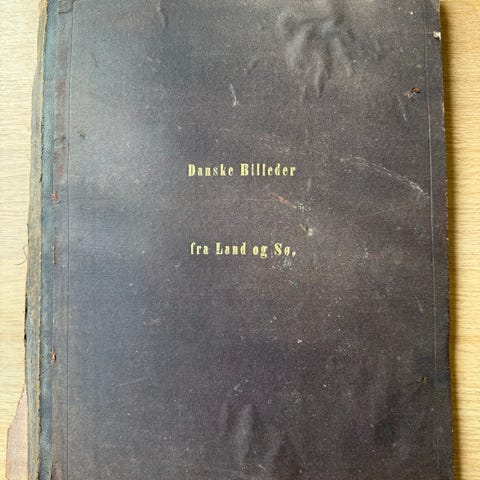 Danske Billeder
fra Land og Sø.